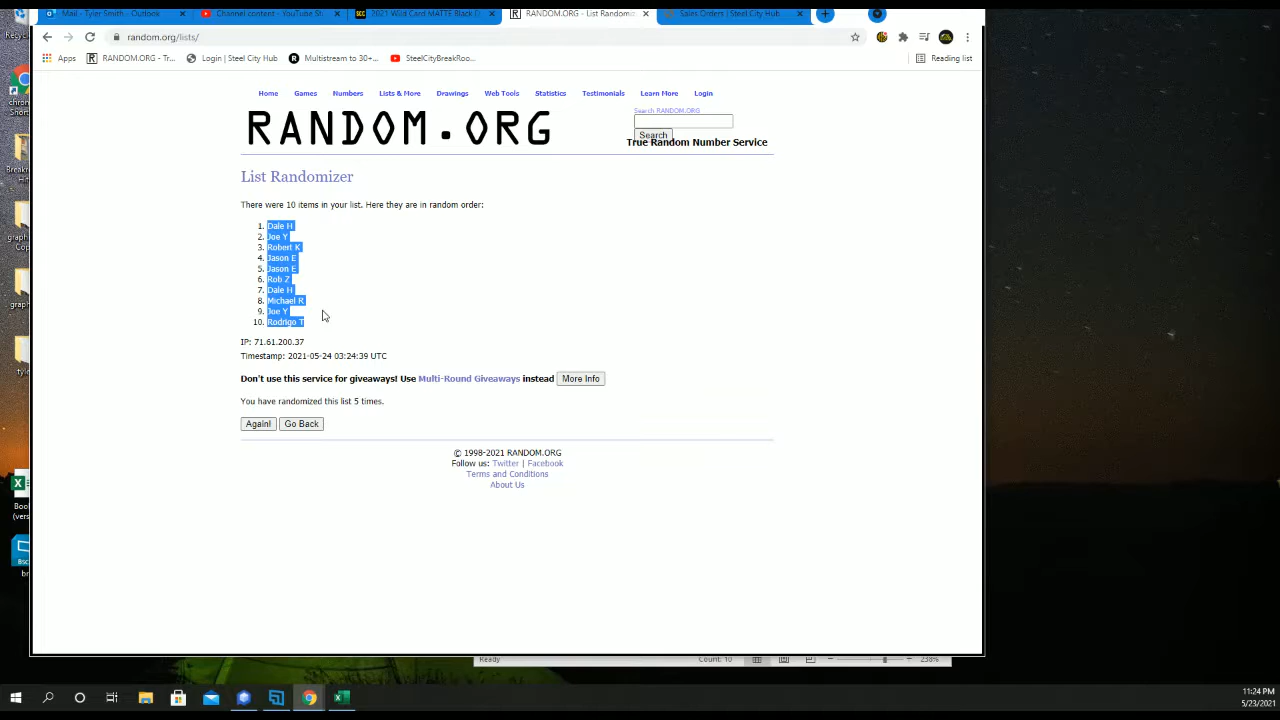 Mail - Tyler Smith - Outlook
Channel content - YouTube St
2021 Wild Card MATTE Black D
RANDOM.ORG - List Randomiz
Sales Orders | Steel City Hub
random.org/lists/
Apps
RANDOM.ORG - Tr...
Login | Steel City Hub
Multistream to 30+...
SteelCityBreakRoo...
Reading list
Home Games Numbers Lists & More Drawings Web Tools Statistics Testimonials Learn More Login
RANDOM.ORG
Search RANDOM.ORG
Search
True Random Number Service
List Randomizer
There were 10 items in your list. Here they are in random order:
1. Dale H
2. Joe Y
3. Robert K
4. Jason E
5. Jason E
6. Rob Z
7. Dale H
8. Michael R
9. Joe Y
10. Rodrigo T
IP: 71.61.200.37
Timestamp: 2021-05-24 03:24:39 UTC
Don't use this service for giveaways! Use Multi-Round Giveaways instead More Info
You have randomized this list 5 times.
Again! Go Back
© 1998-2021 RANDOM.ORG
Follow us: Twitter | Facebook
Terms and Conditions
About Us
Ready
Count: 10
238%
11:24 PM
5/23/2021